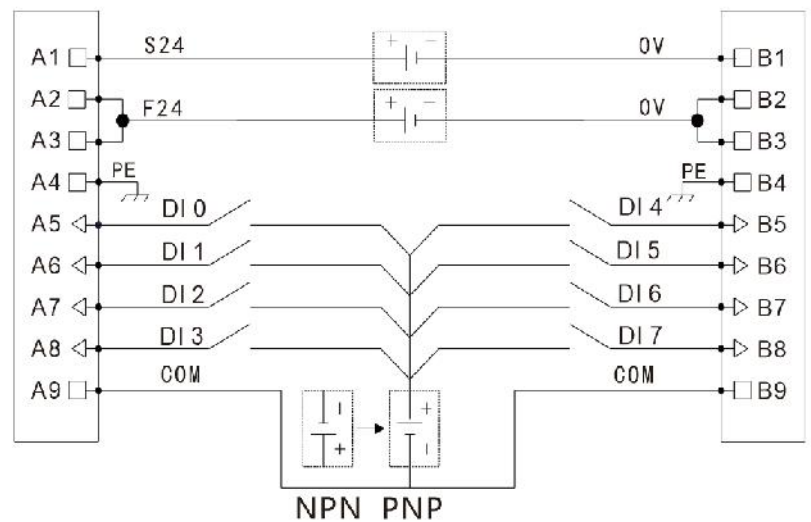 A1 S24 + − 0V B1
A2 B2
F24 + − 0V
A3 B3
A4 PE PE B4
A5 DI 0 DI 4 B5
A6 DI 1 DI 5 B6
A7 DI 2 DI 6 B7
A8 DI 3 DI 7 B8
A9 COM COM B9
− +
+ −
NPN PNP